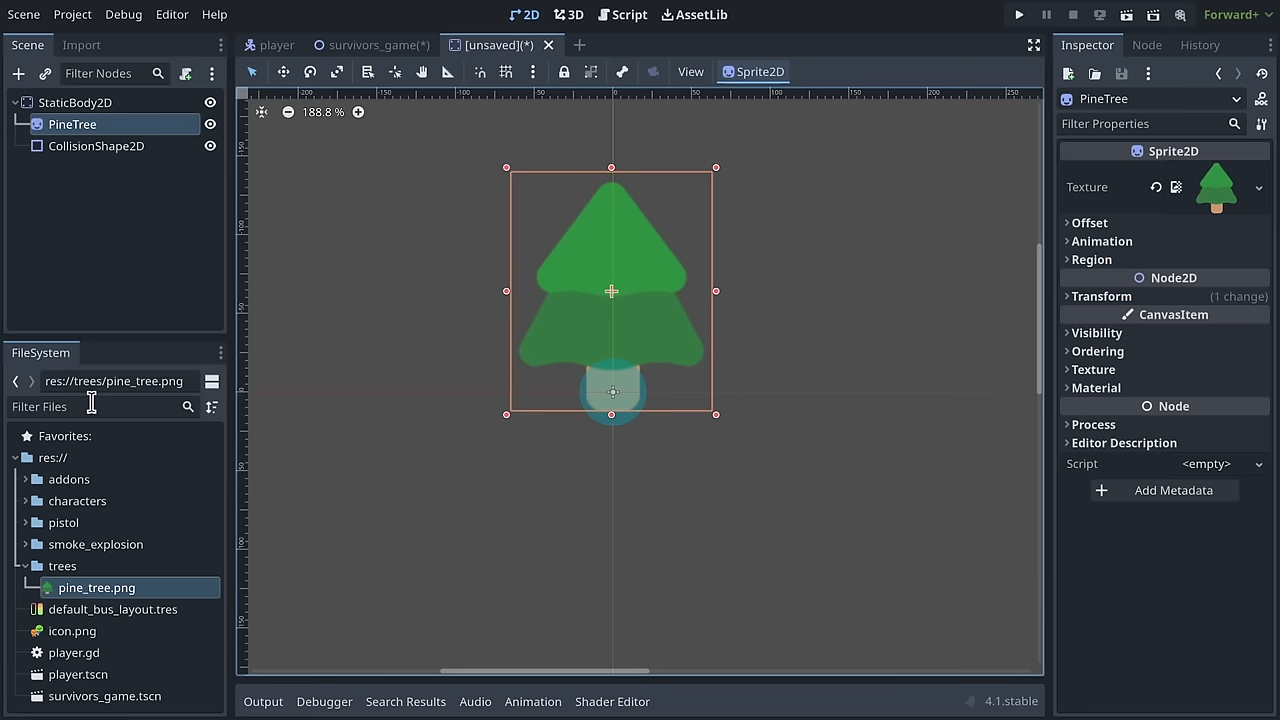 Scene Project Debug Editor Help
2D 3D Script AssetLib
Forward+
Scene Import
Filter Nodes
StaticBody2D
PineTree
CollisionShape2D
FileSystem
res://trees/pine_tree.png
Filter Files
Favorites:
res://
addons
characters
pistol
smoke_explosion
trees
pine_tree.png
default_bus_layout.tres
icon.png
player.gd
player.tscn
survivors_game.tscn
player survivors_game(*) [unsaved](*)
View Sprite2D
188.8 %
Output Debugger Search Results Audio Animation Shader Editor 4.1.stable
Inspector Node History
PineTree
Filter Properties
Sprite2D
Texture
Offset
Animation
Region
Node2D
Transform (1 change)
CanvasItem
Visibility
Ordering
Texture
Material
Node
Process
Editor Description
Script <empty>
Add Metadata